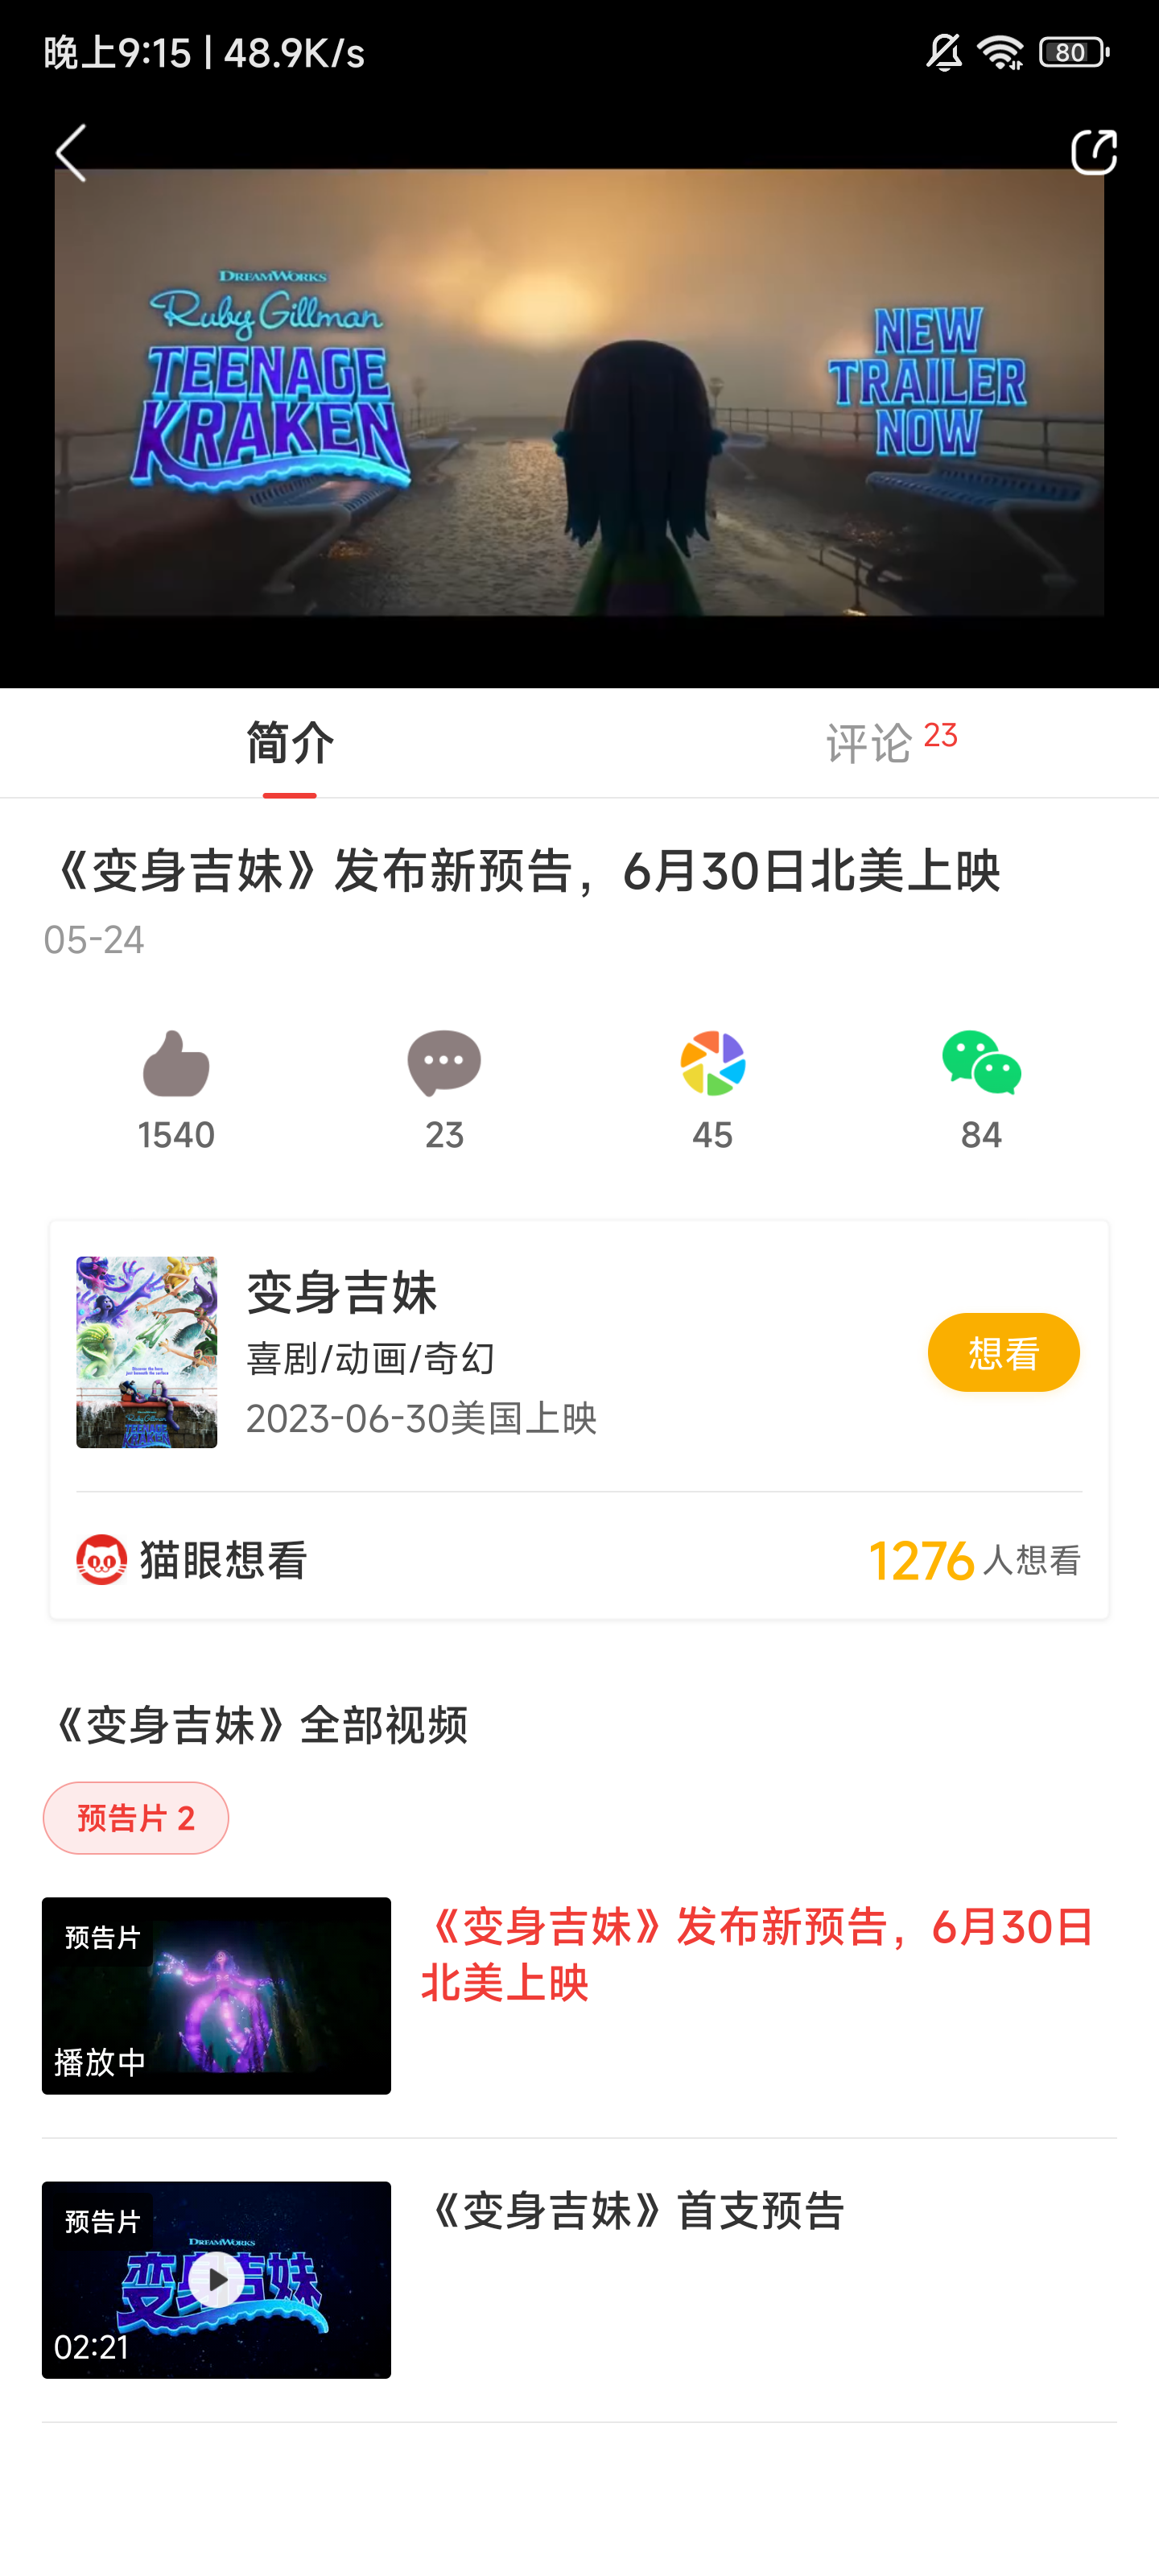 晚上9:15 | 48.9K/s
80
DREAMWORKS
Ruby Gillman
TEENAGE
KRAKEN
NEW
TRAILER
NOW
简介
评论 23
《变身吉妹》发布新预告，6月30日北美上映
05-24
1540
23
45
84
变身吉妹
喜剧/动画/奇幻
2023-06-30美国上映
想看
Ruby Gillman
TEENAGE
KRAKEN
猫眼想看
1276 人想看
《变身吉妹》全部视频
预告片 2
预告片
播放中
《变身吉妹》发布新预告，6月30日
北美上映
预告片
DREAMWORKS
变身吉妹
02:21
《变身吉妹》首支预告